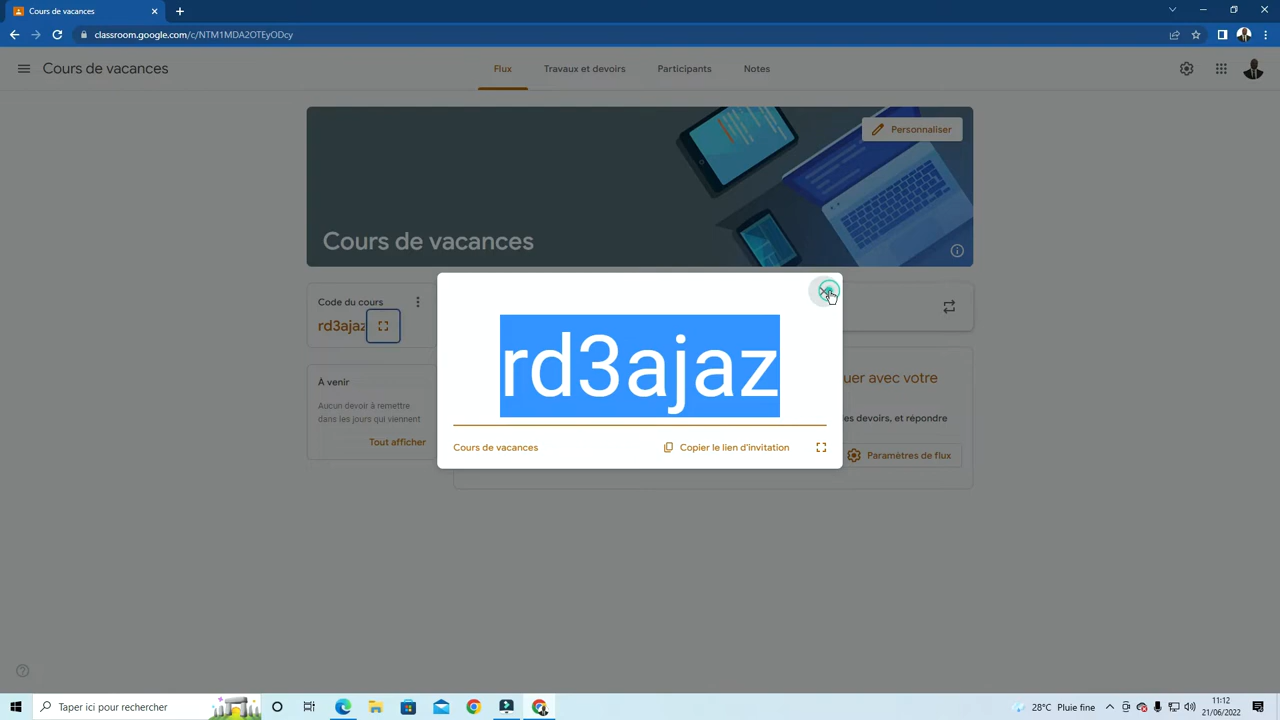 Cours de vacances
classroom.google.com/c/NTM1MDA2OTEyODcy
Cours de vacances
Flux
Travaux et devoirs
Participants
Notes
Personnaliser
Cours de vacances
Code du cours
rd3ajaz
rd3ajaz
Cours de vacances
Copier le lien d'invitation
À venir
Aucun devoir à remettre
dans les jours qui viennent
Tout afficher
uer avec votre
les devoirs, et répondre
Paramètres de flux
Taper ici pour rechercher
28°C Pluie fine
11:12
21/06/2022